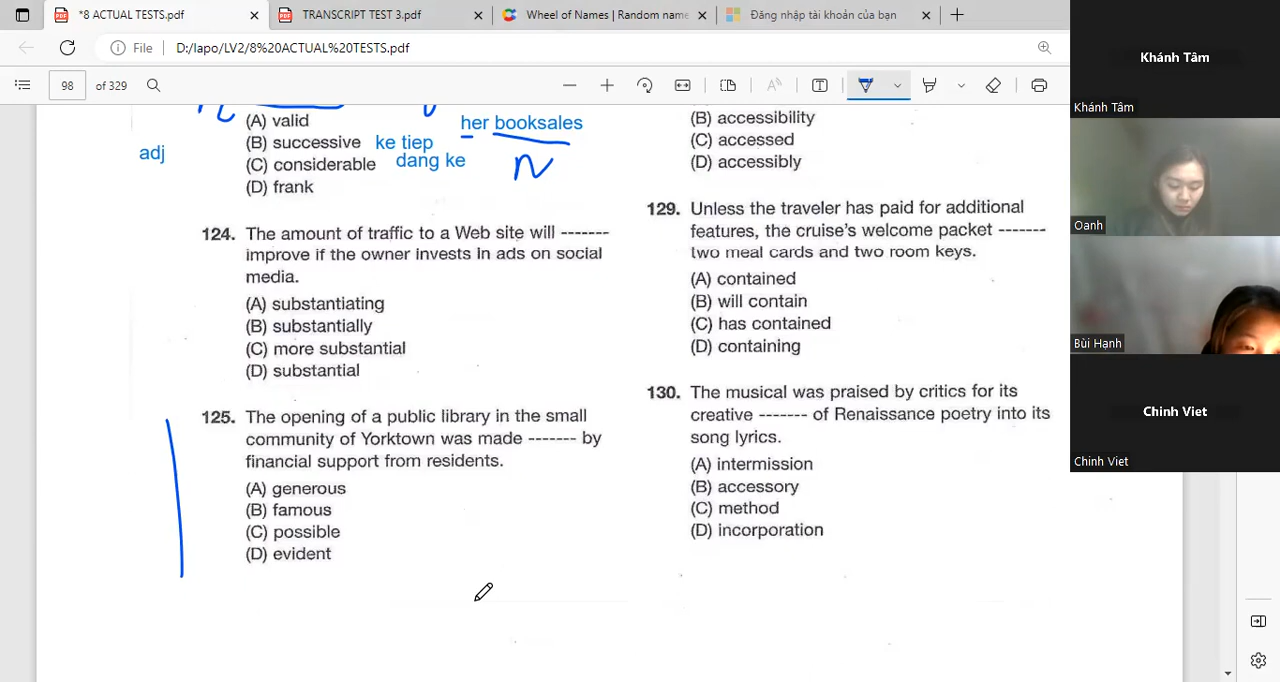 *8 ACTUAL TESTS.pdf
TRANSCRIPT TEST 3.pdf
Wheel of Names | Random name
Đăng nhập tài khoản của bạn
File
D:/lapo/LV2/8%20ACTUAL%20TESTS.pdf
98 of 329
(A) valid
(B) successive ke tiep
(C) considerable dang ke
(D) frank
adj
her booksales
N
124. The amount of traffic to a Web site will -------
improve if the owner invests in ads on social
media.
(A) substantiating
(B) substantially
(C) more substantial
(D) substantial
125. The opening of a public library in the small
community of Yorktown was made ------- by
financial support from residents.
(A) generous
(B) famous
(C) possible
(D) evident
(B) accessibility
(C) accessed
(D) accessibly
129. Unless the traveler has paid for additional
features, the cruise's welcome packet -------
two meal cards and two room keys.
(A) contained
(B) will contain
(C) has contained
(D) containing
130. The musical was praised by critics for its
creative ------- of Renaissance poetry into its
song lyrics.
(A) intermission
(B) accessory
(C) method
(D) incorporation
Khánh Tâm
Khánh Tâm
Oanh
Bùi Hạnh
Chinh Viet
Chinh Viet